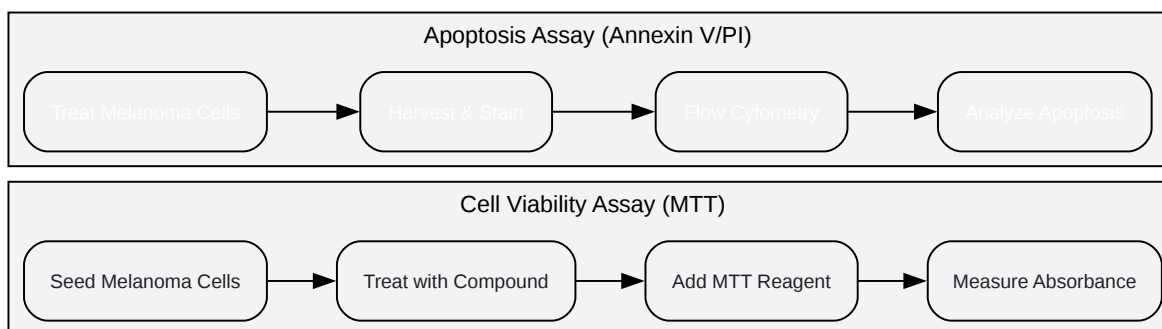 Apoptosis Assay (Annexin V/PI)
Treat Melanoma Cells
Harvest & Stain
Flow Cytometry
Analyze Apoptosis
Cell Viability Assay (MTT)
Seed Melanoma Cells
Treat with Compound
Add MTT Reagent
Measure Absorbance